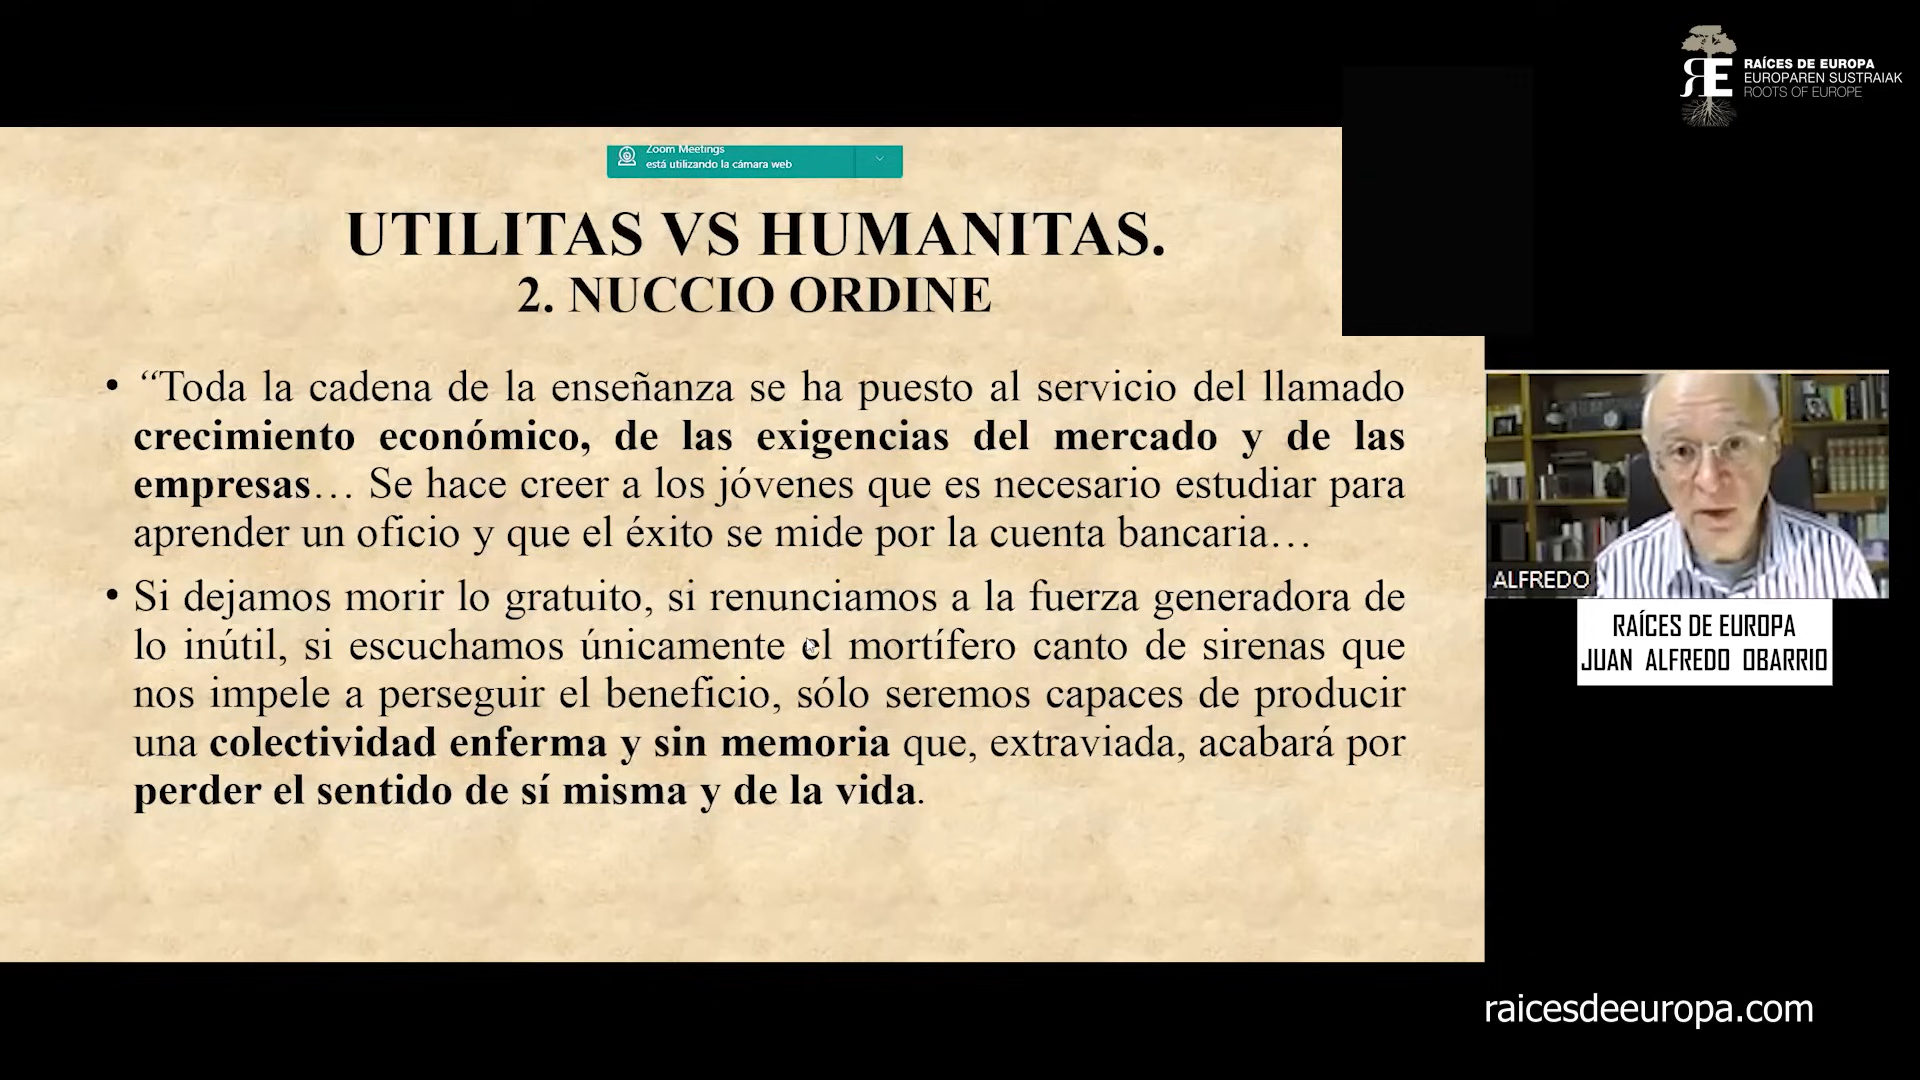 RAÍCES DE EUROPA
EUROPAREN SUSTRAIAK
ROOTS OF EUROPE
Zoom Meetings
está utilizando la cámara web
UTILITAS VS HUMANITAS.
2. NUCCIO ORDINE
• “Toda la cadena de la enseñanza se ha puesto al servicio del llamado
crecimiento económico, de las exigencias del mercado y de las
empresas… Se hace creer a los jóvenes que es necesario estudiar para
aprender un oficio y que el éxito se mide por la cuenta bancaria…
• Si dejamos morir lo gratuito, si renunciamos a la fuerza generadora de
lo inútil, si escuchamos únicamente el mortífero canto de sirenas que
nos impele a perseguir el beneficio, sólo seremos capaces de producir
una colectividad enferma y sin memoria que, extraviada, acabará por
perder el sentido de sí misma y de la vida.
ALFREDO
RAÍCES DE EUROPA
JUAN ALFREDO OBARRIO
raicesdeeuropa.com